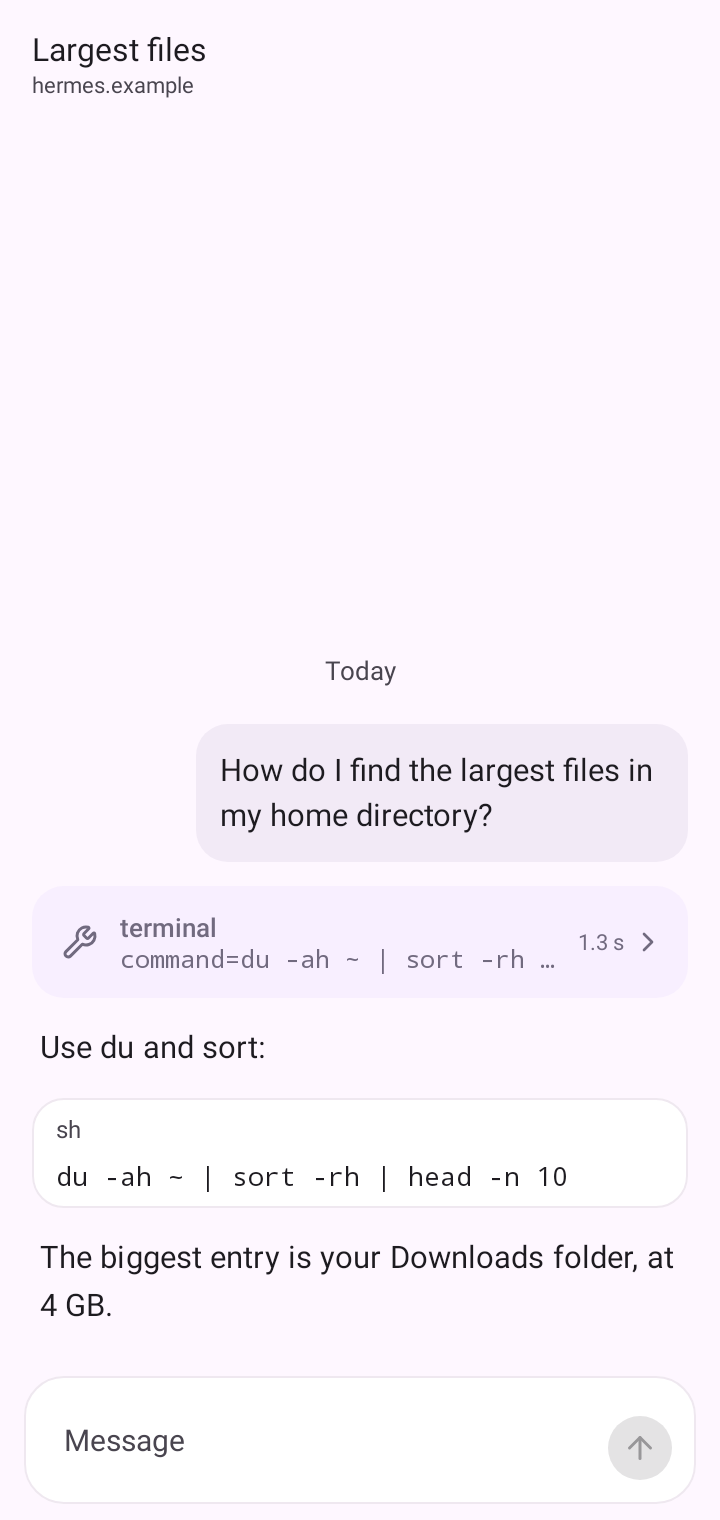 Largest files
hermes.example
Today
How do I find the largest files in
my home directory?
terminal
command=du -ah ~ | sort -rh …
1.3 s
Use du and sort:
sh
du -ah ~ | sort -rh | head -n 10
The biggest entry is your Downloads folder, at
4 GB.
Message